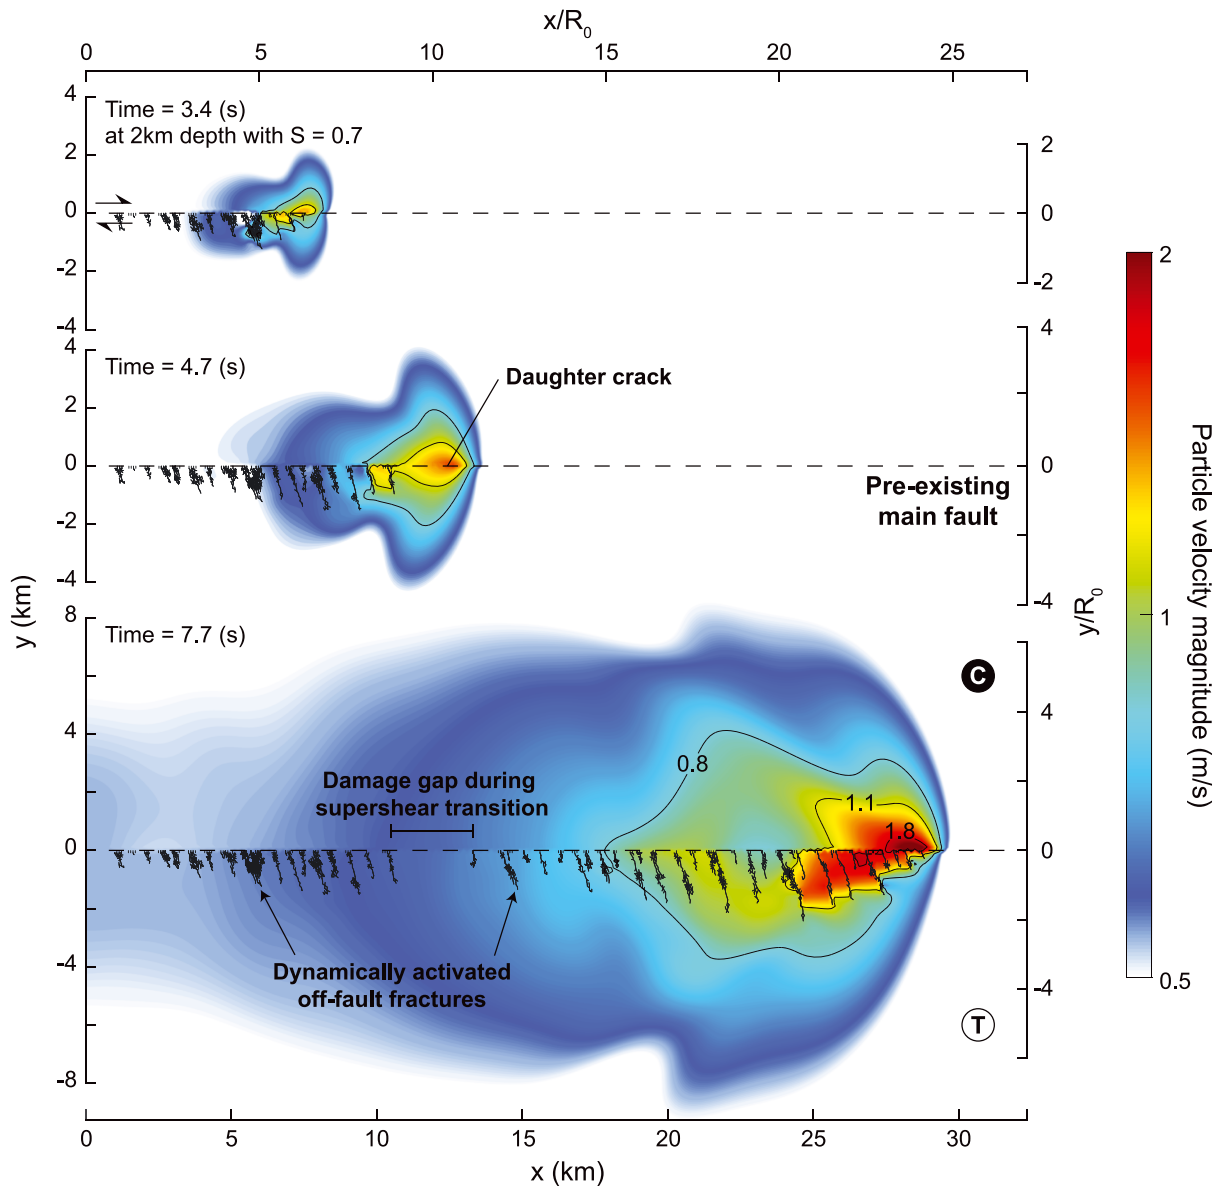 x/R0
0 5 10 15 20 25
4
2
0
-2
-4
Time = 3.4 (s)
at 2km depth with S = 0.7
2
0
-2
4
2
0
-2
-4
Time = 4.7 (s)
Daughter crack
Pre-existing
main fault
4
0
-4
y (km)
y/R0
8
4
0
-4
-8
Time = 7.7 (s)
Damage gap during
supershear transition
Dynamically activated
off-fault fractures
0.8
1.1
1.8
C
T
4
0
-4
0 5 10 15 20 25 30
x (km)
2
1
0.5
Particle velocity magnitude (m/s)